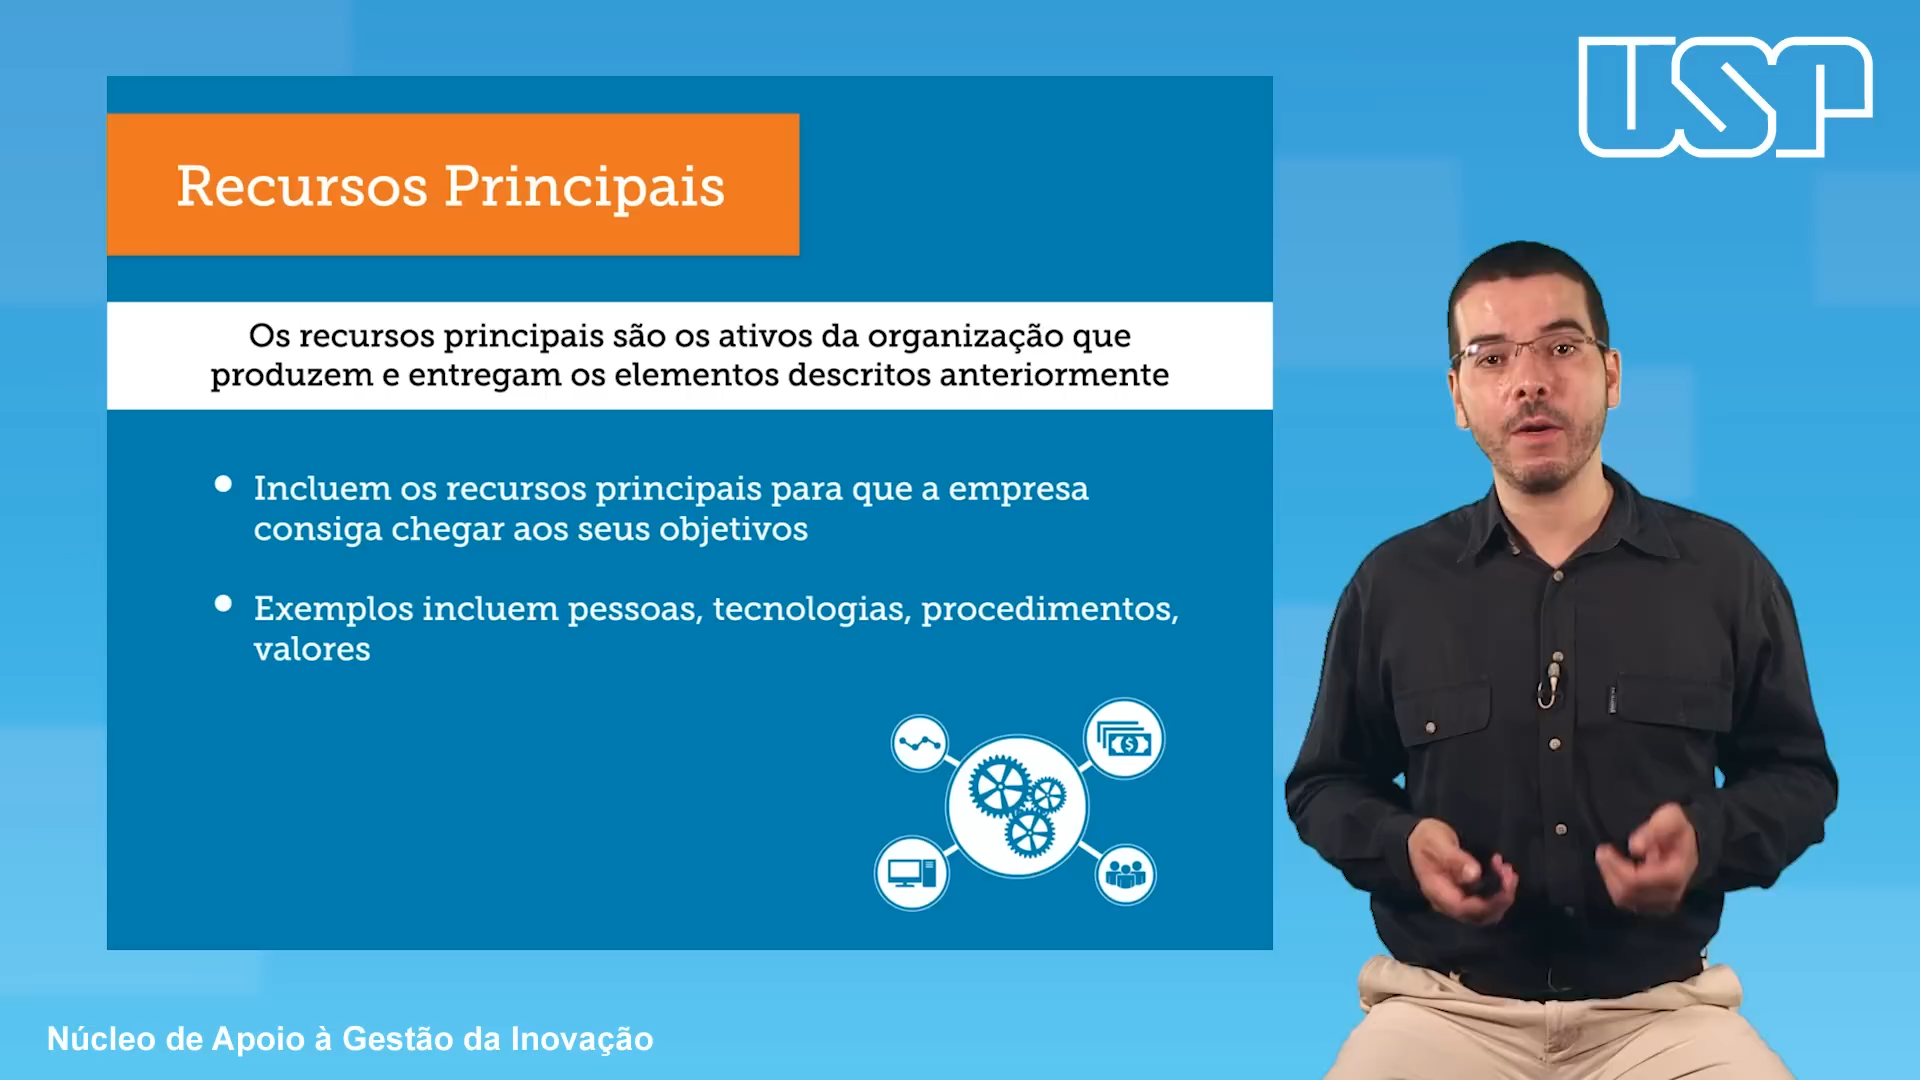 USP
Recursos Principais
Os recursos principais são os ativos da organização que
produzem e entregam os elementos descritos anteriormente
• Incluem os recursos principais para que a empresa
consiga chegar aos seus objetivos
• Exemplos incluem pessoas, tecnologias, procedimentos,
valores
$
Núcleo de Apoio à Gestão da Inovação